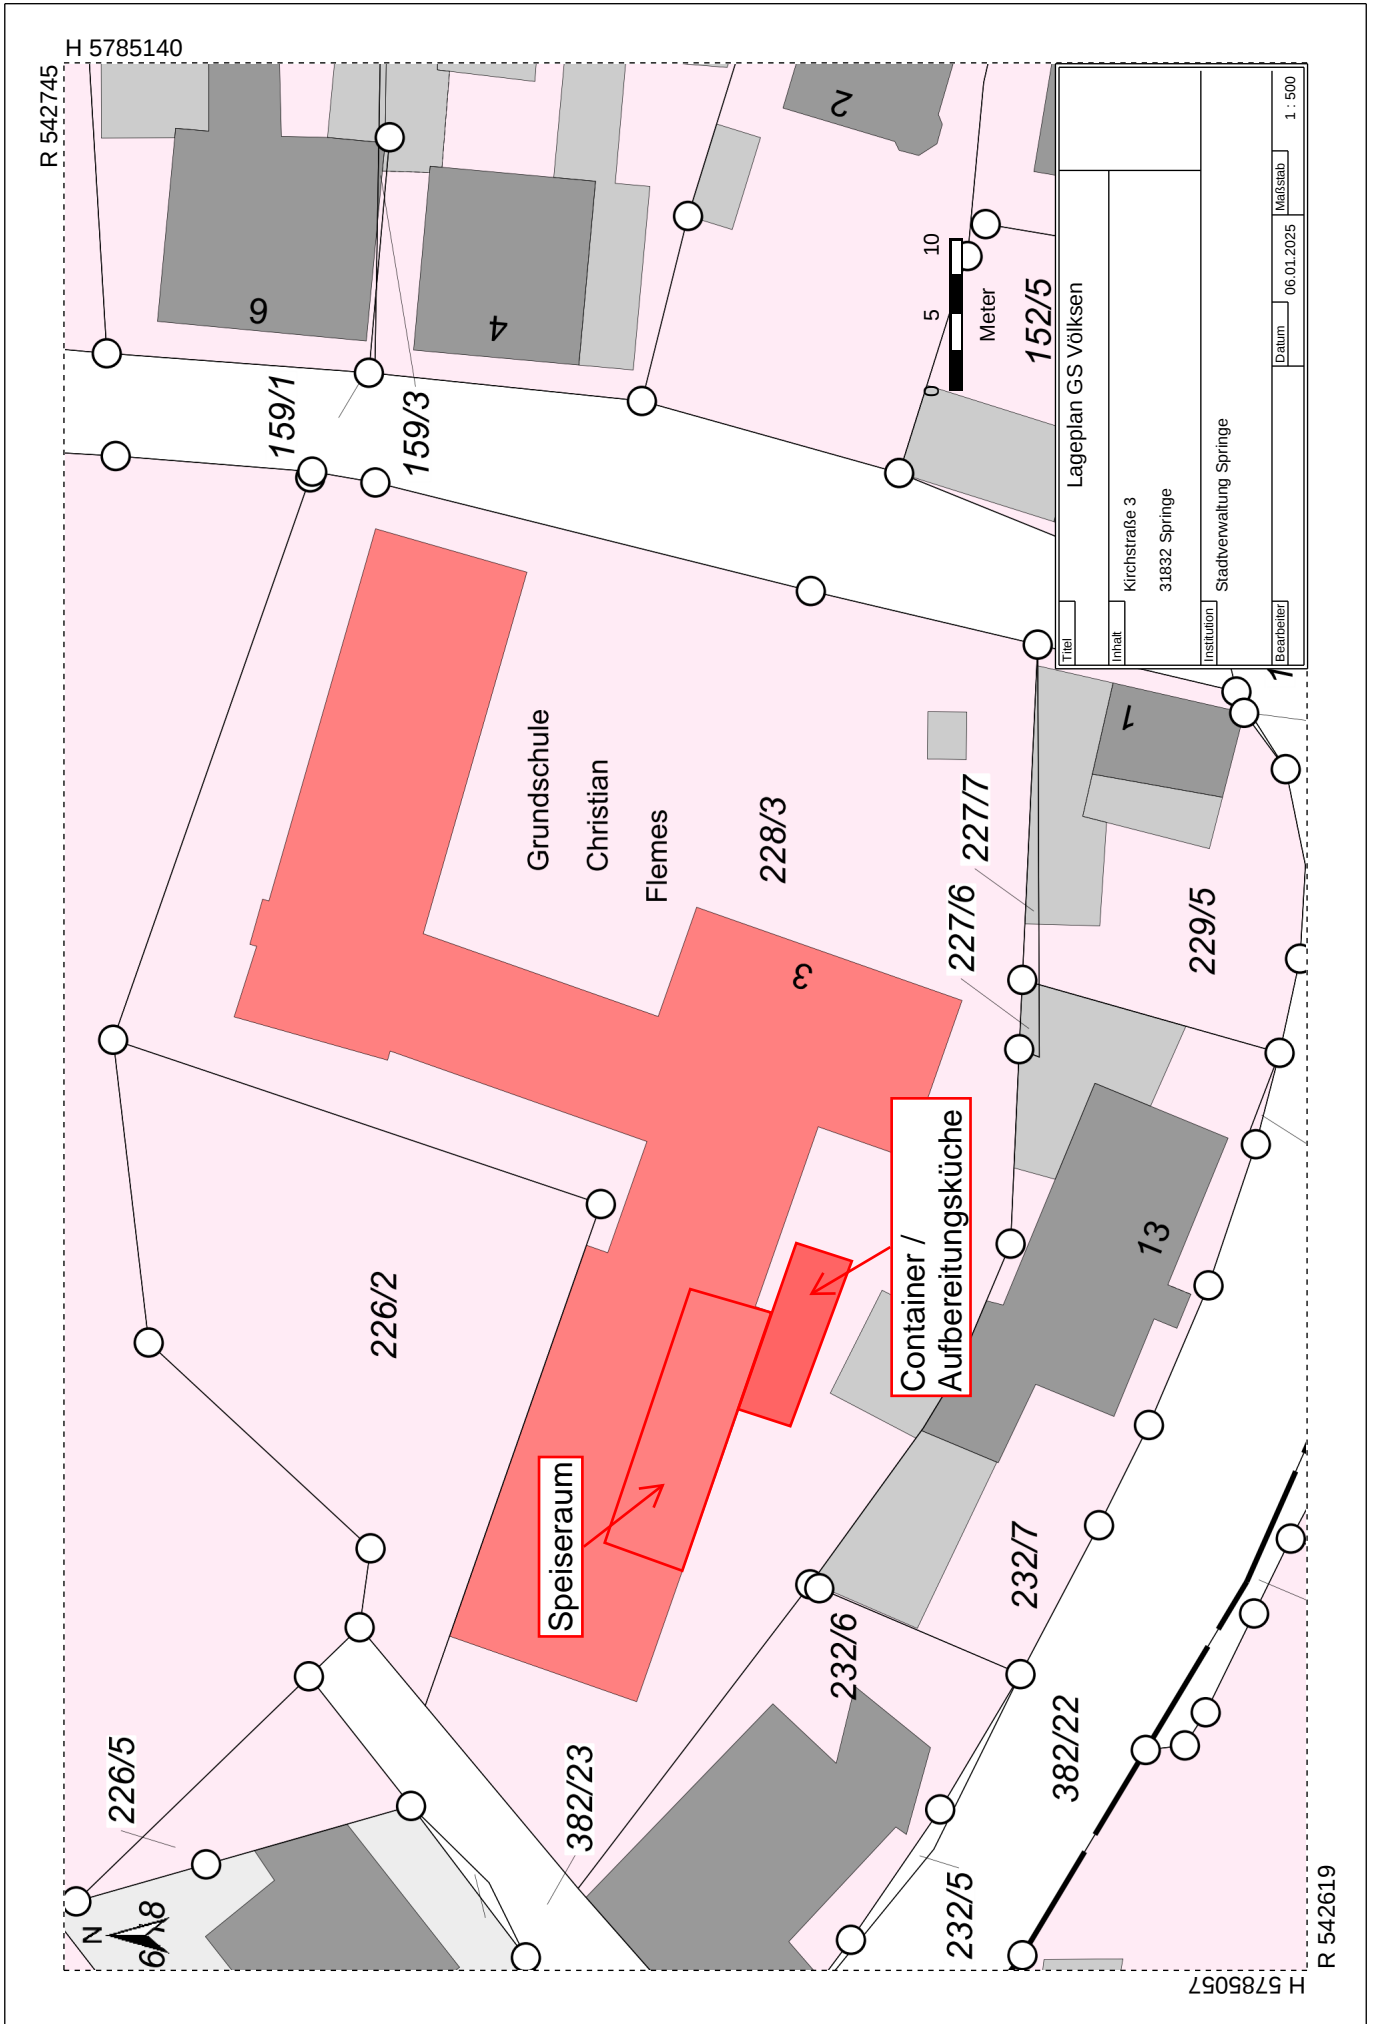 H 5785140
R 542745
6
4
2
159/1
159/3
152/5
0 5 10
Meter
Titel
Lageplan GS Völksen
Inhalt
Kirchstraße 3
31832 Springe
Institution
Stadtverwaltung Springe
Bearbeiter
Datum
06.01.2025
Maßstab
1 : 500
Grundschule
Christian
Flemes
228/3
3
227/7
227/6
1
1
229/5
226/2
Container /
Aufbereitungsküche
13
Speiseraum
232/7
232/6
226/5
382/23
382/22
232/5
N
H 5785057
R 542619